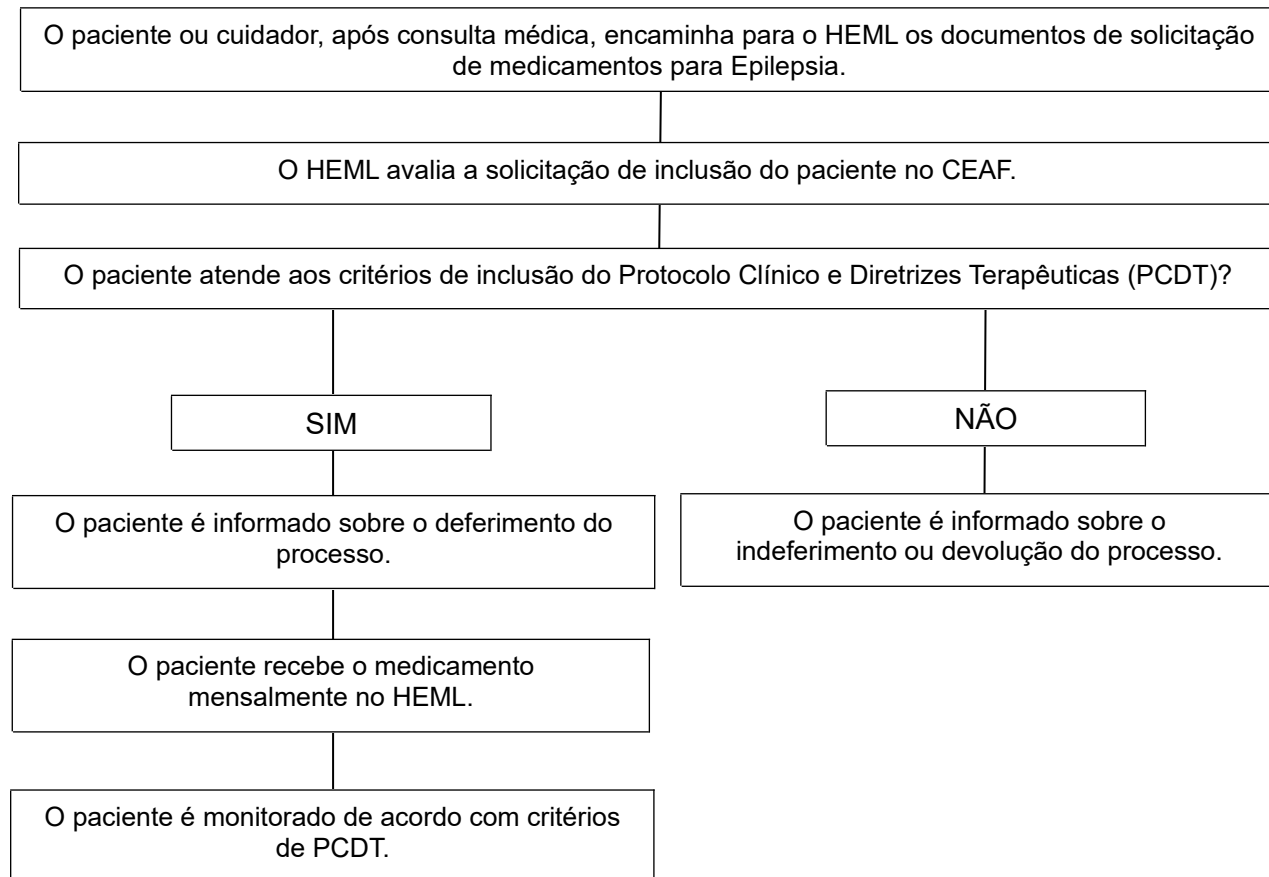 O paciente ou cuidador, após consulta médica, encaminha para o HEML os documentos de solicitação
de medicamentos para Epilepsia.
O HEML avalia a solicitação de inclusão do paciente no CEAF.
O paciente atende aos critérios de inclusão do Protocolo Clínico e Diretrizes Terapêuticas (PCDT)?
SIM
NÃO
O paciente é informado sobre o deferimento do
processo.
O paciente é informado sobre o
indeferimento ou devolução do processo.
O paciente recebe o medicamento
mensalmente no HEML.
O paciente é monitorado de acordo com critérios
de PCDT.